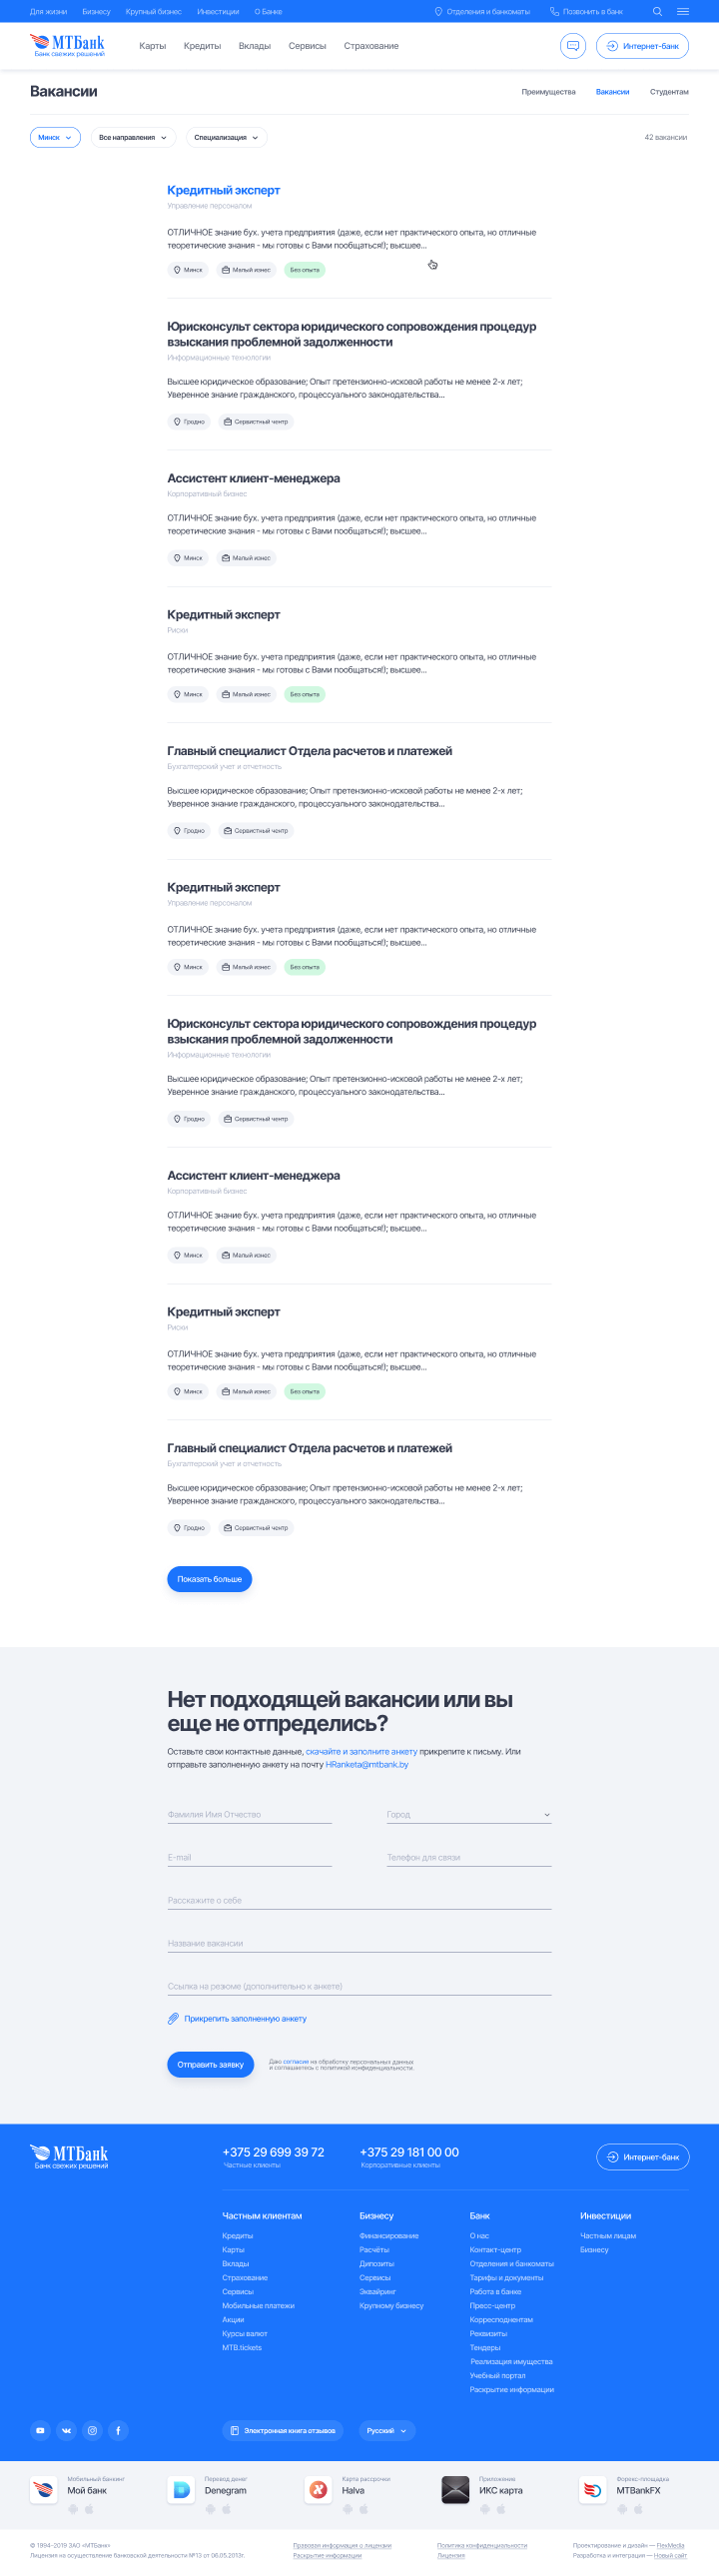 Для жизни Бизнесу Крупный бизнес Инвестиции О Банке Отделения и банкоматы Позвонить в банк
МТБанк
Банк свежих решений
Карты Кредиты Вклады Сервисы Страхование Интернет-банк
Вакансии
Преимущества Вакансии Студентам
Минск Все направления Специализация 42 вакансии
Кредитный эксперт
Управление персоналом
ОТЛИЧНОЕ знание бух. учета предприятия (даже, если нет практического опыта, но отличные
теоретические знания - мы готовы с Вами пообщаться!); высшее...
Минск Малый изнес Без опыта
Юрисконсульт сектора юридического сопровождения процедур
взыскания проблемной задолженности
Информационные технологии
Высшее юридическое образование; Опыт претензионно-исковой работы не менее 2-х лет;
Уверенное знание гражданского, процессуального законодательства...
Гродно Сервистный центр
Ассистент клиент-менеджера
Корпоративный бизнес
ОТЛИЧНОЕ знание бух. учета предприятия (даже, если нет практического опыта, но отличные
теоретические знания - мы готовы с Вами пообщаться!); высшее...
Минск Малый изнес
Кредитный эксперт
Риски
ОТЛИЧНОЕ знание бух. учета предприятия (даже, если нет практического опыта, но отличные
теоретические знания - мы готовы с Вами пообщаться!); высшее...
Минск Малый изнес Без опыта
Главный специалист Отдела расчетов и платежей
Бухгалтерский учет и отчетность
Высшее юридическое образование; Опыт претензионно-исковой работы не менее 2-х лет;
Уверенное знание гражданского, процессуального законодательства...
Гродно Сервистный центр
Кредитный эксперт
Управление персоналом
ОТЛИЧНОЕ знание бух. учета предприятия (даже, если нет практического опыта, но отличные
теоретические знания - мы готовы с Вами пообщаться!); высшее...
Минск Малый изнес Без опыта
Юрисконсульт сектора юридического сопровождения процедур
взыскания проблемной задолженности
Информационные технологии
Высшее юридическое образование; Опыт претензионно-исковой работы не менее 2-х лет;
Уверенное знание гражданского, процессуального законодательства...
Гродно Сервистный центр
Ассистент клиент-менеджера
Корпоративный бизнес
ОТЛИЧНОЕ знание бух. учета предприятия (даже, если нет практического опыта, но отличные
теоретические знания - мы готовы с Вами пообщаться!); высшее...
Минск Малый изнес
Кредитный эксперт
Риски
ОТЛИЧНОЕ знание бух. учета предприятия (даже, если нет практического опыта, но отличные
теоретические знания - мы готовы с Вами пообщаться!); высшее...
Минск Малый изнес Без опыта
Главный специалист Отдела расчетов и платежей
Бухгалтерский учет и отчетность
Высшее юридическое образование; Опыт претензионно-исковой работы не менее 2-х лет;
Уверенное знание гражданского, процессуального законодательства...
Гродно Сервистный центр
Показать больше
Нет подходящей вакансии или вы
еще не отпределись?
Оставьте свои контактные данные, скачайте и заполните анкету прикрепите к письму. Или
отправьте заполненную анкету на почту HRanketa@mtbank.by
Фамилия Имя Отчество Город
E-mail Телефон для связи
Расскажите о себе
Название вакансии
Ссылка на резюме (дополнительно к анкете)
Прикрепить заполненную анкету
Отправить заявку
Даю согласие на обработку персональных данных
и соглашаетесь с политикой конфиденциальности.
МТБанк
Банк свежих решений
+375 29 699 39 72 +375 29 181 00 00
Частные клиенты Корпоративные клиенты
Интернет-банк
Частным клиентам
Кредиты
Карты
Вклады
Страхование
Сервисы
Мобильные платежи
Акции
Курсы валют
MTB.tickets
Бизнесу
Финансирование
Расчёты
Дипозиты
Сервисы
Эквайринг
Крупному бизнесу
Банк
О нас
Контакт-центр
Отделения и банкоматы
Тарифы и документы
Работа в банке
Пресс-центр
Корресподнентам
Реквизиты
Тендеры
Реализация имущества
Учебный портал
Раскрытие информации
Инвестиции
Частным лицам
Бизнесу
Электронная книга отзывов Русский
Мобильный банкинг
Мой банк
Перевод денег
Denegram
Карта рассрочки
Halva
Приложение
ИКС карта
Форекс-площадка
MTBankFX
© 1994-2019 ЗАО «МТБанк»
Лицензия на осуществление банковской деятельности №13 от 06.05.2013г.
Правовая информация о лицензии
Раскрытие информации
Политика конфиденциальности
Лицензия
Проектирование и дизайн — FlexMedia
Разработка и интеграция — Новый сайт